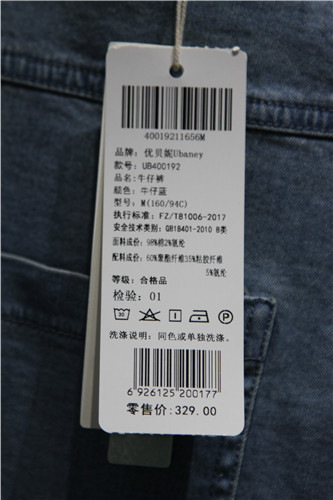 40019211656M
品牌:优贝妮Ubaney
款号:UB400192
品名:牛仔裤
颜色:牛仔蓝
型号:M(160/94C)
执行标准:FZ/T81006-2017
安全技术类别:GB18401-2010 B类
面料成份:98%棉2%氨纶
配料成份:60%聚酯纤维35%粘胶纤维
5%氨纶
等级:合格品
检验:01
30
洗涤说明:同色或单独洗涤。
6 926125 200177
零售价:329.00